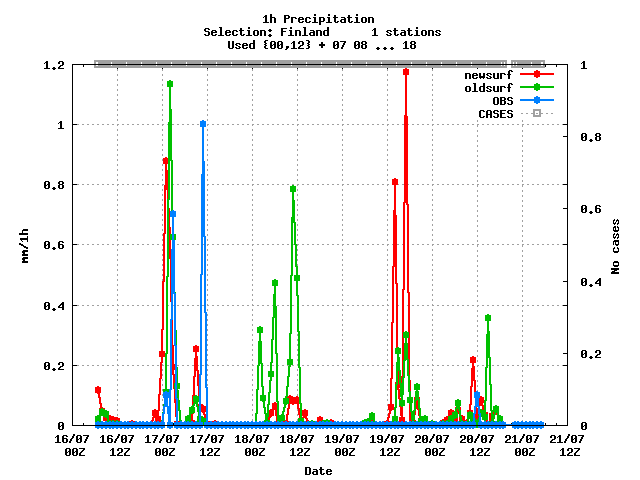 1h Precipitation
Selection: Finland 1 stations
Used {00,12} + 07 08 ... 18
newsurf
oldsurf
OBS
CASES
1.2
1
0.8
0.6
0.4
0.2
0
mm/1h
1
0.8
0.6
0.4
0.2
0
No cases
16/07 16/07 17/07 17/07 18/07 18/07 19/07 19/07 20/07 20/07 21/07 21/07
00Z 12Z 00Z 12Z 00Z 12Z 00Z 12Z 00Z 12Z 00Z 12Z
Date